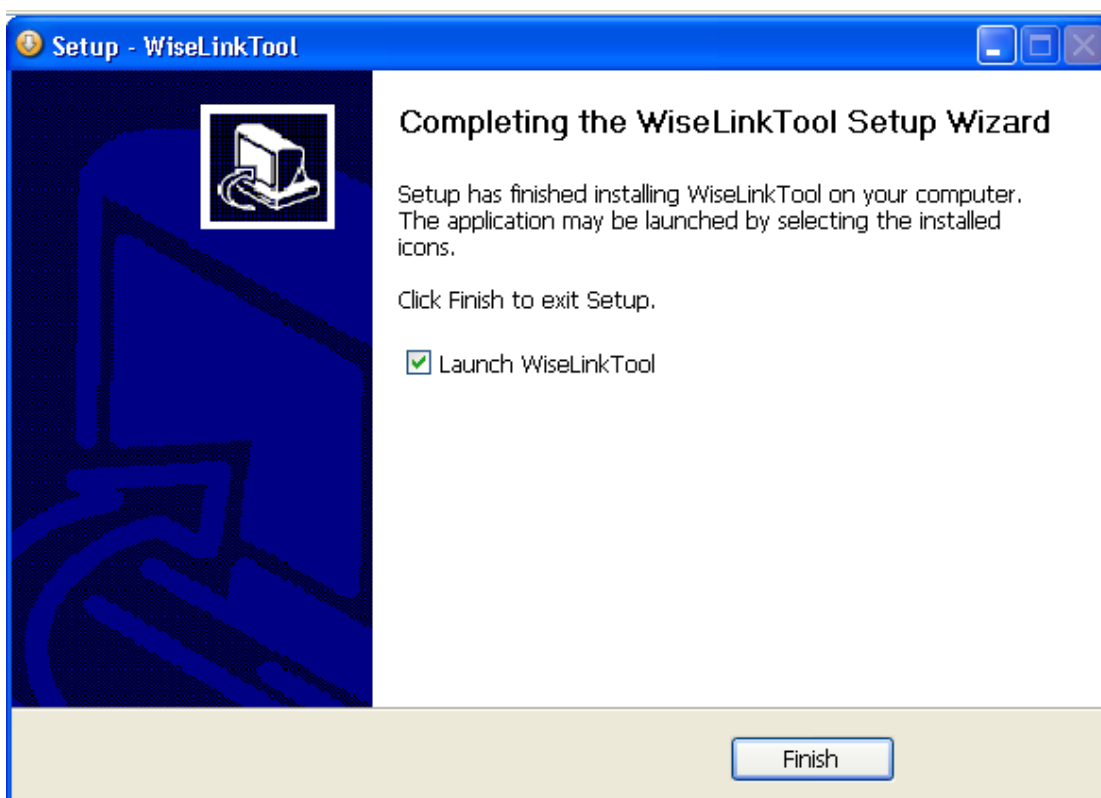 Setup - WiseLinkTool
Completing the WiseLinkTool Setup Wizard
Setup has finished installing WiseLinkTool on your computer.
The application may be launched by selecting the installed
icons.
Click Finish to exit Setup.
Launch WiseLinkTool
Finish